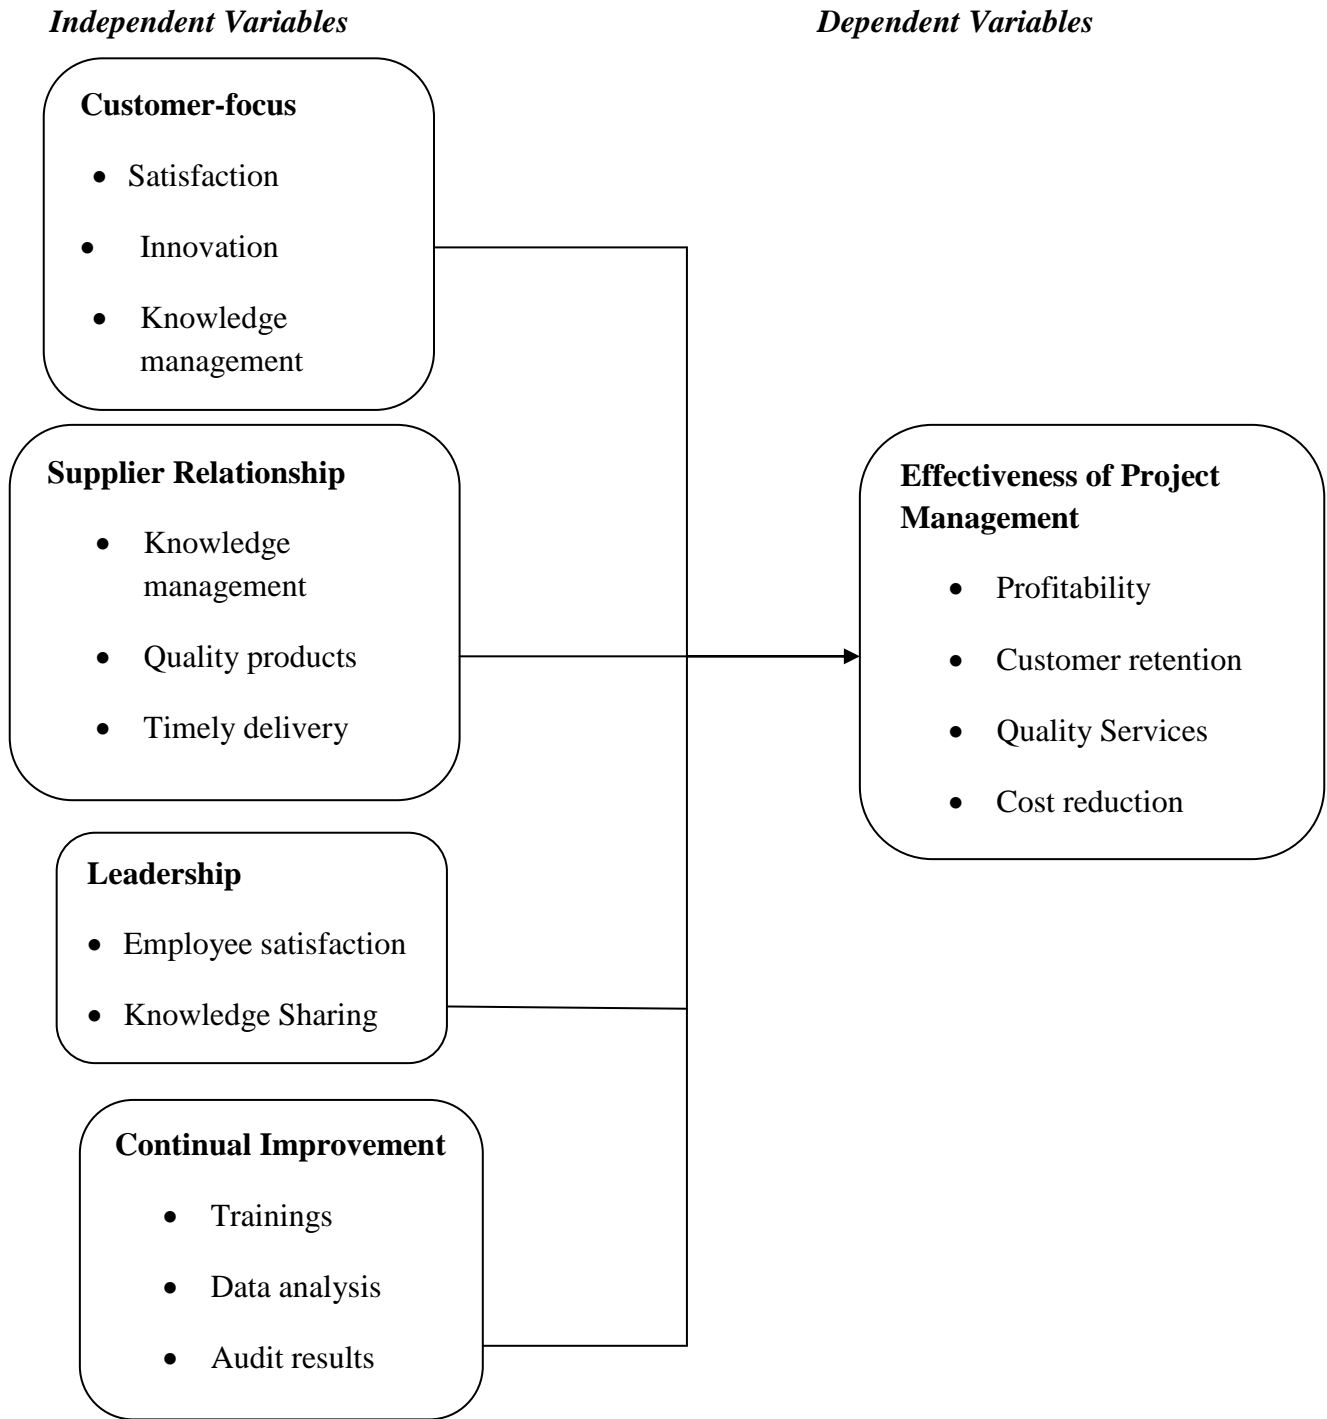 Independent Variables
Dependent Variables
Customer-focus
• Satisfaction
• Innovation
• Knowledge
management
Supplier Relationship
• Knowledge
management
• Quality products
• Timely delivery
Leadership
• Employee satisfaction
• Knowledge Sharing
Continual Improvement
• Trainings
• Data analysis
• Audit results
Effectiveness of Project
Management
• Profitability
• Customer retention
• Quality Services
• Cost reduction